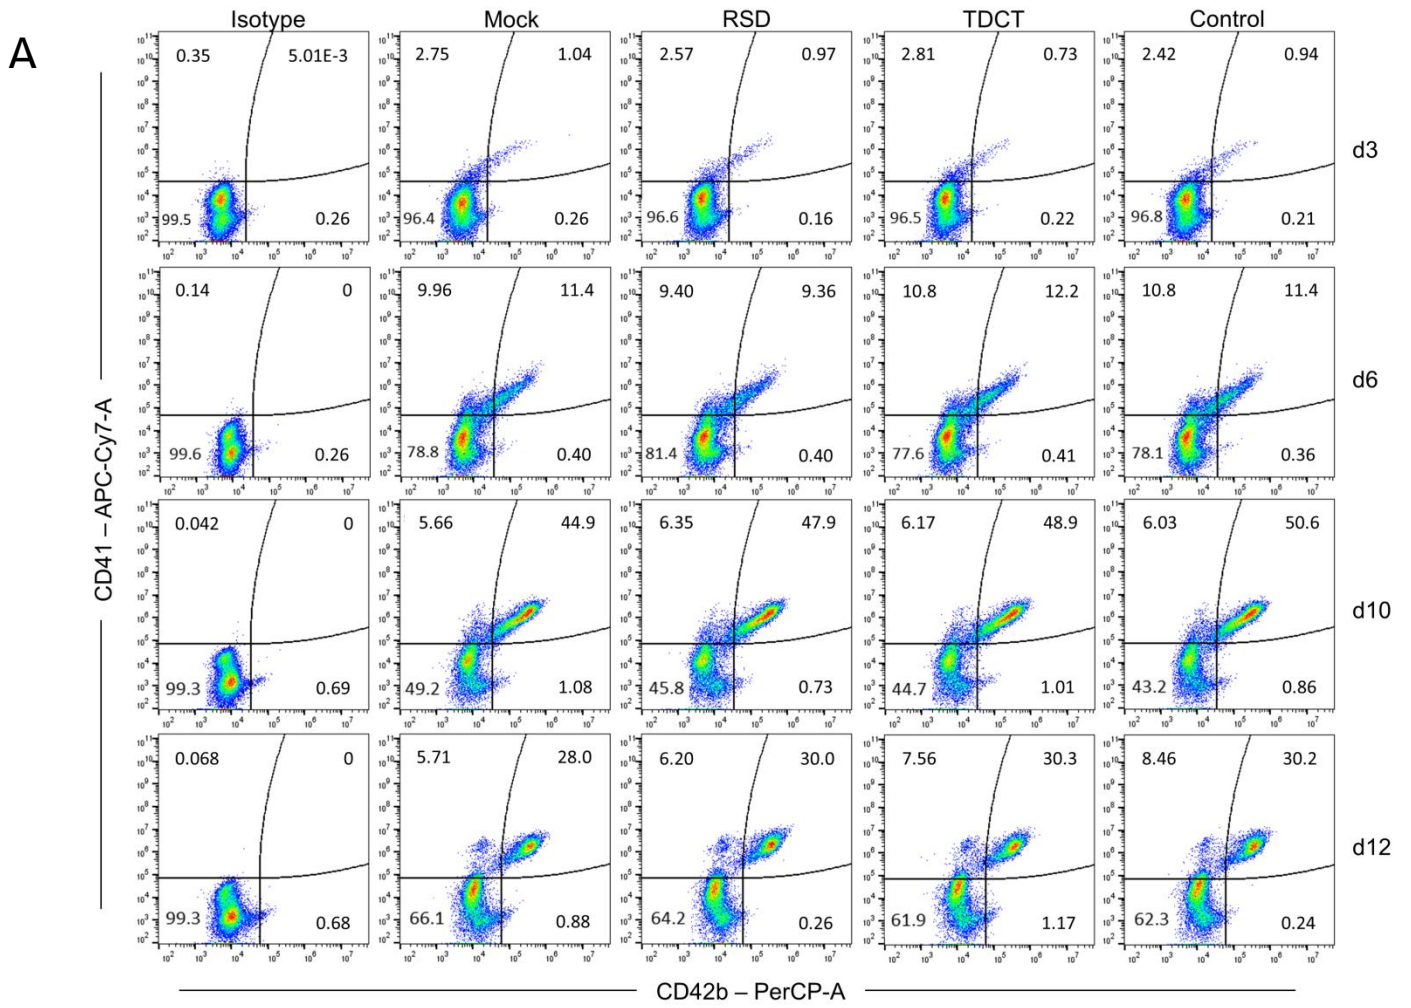 A
Isotype Mock RSD TDCT Control
0.35 5.01E-3 2.75 1.04 2.57 0.97 2.81 0.73 2.42 0.94
d3
99.5 0.26 96.4 0.26 96.6 0.16 96.5 0.22 96.8 0.21
0.14 0 9.96 11.4 9.40 9.36 10.8 12.2 10.8 11.4
d6
99.6 0.26 78.8 0.40 81.4 0.40 77.6 0.41 78.1 0.36
CD41 – APC-Cy7-A
0.042 0 5.66 44.9 6.35 47.9 6.17 48.9 6.03 50.6
d10
99.3 0.69 49.2 1.08 45.8 0.73 44.7 1.01 43.2 0.86
0.068 0 5.71 28.0 6.20 30.0 7.56 30.3 8.46 30.2
d12
99.3 0.68 66.1 0.88 64.2 0.26 61.9 1.17 62.3 0.24
CD42b – PerCP-A